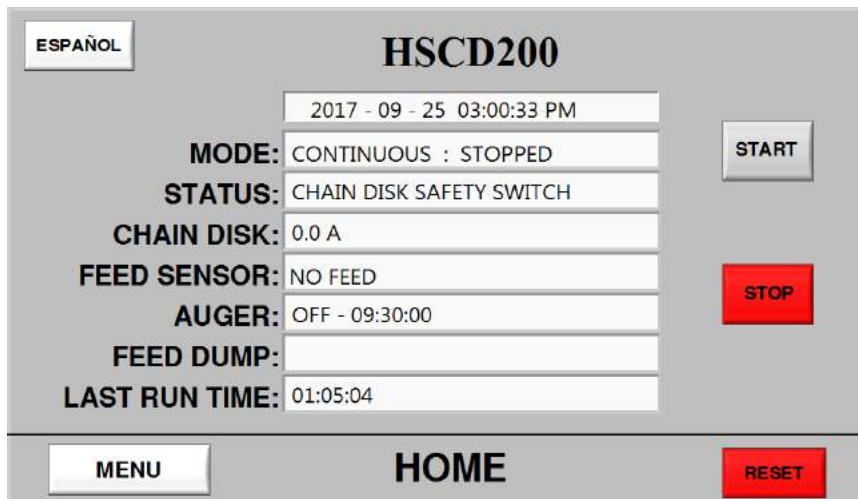 ESPAÑOL
HSCD200
2017 - 09 - 25 03:00:33 PM
MODE: CONTINUOUS : STOPPED
START
STATUS: CHAIN DISK SAFETY SWITCH
CHAIN DISK: 0.0 A
FEED SENSOR: NO FEED
STOP
AUGER: OFF - 09:30:00
FEED DUMP:
LAST RUN TIME: 01:05:04
MENU
HOME
RESET